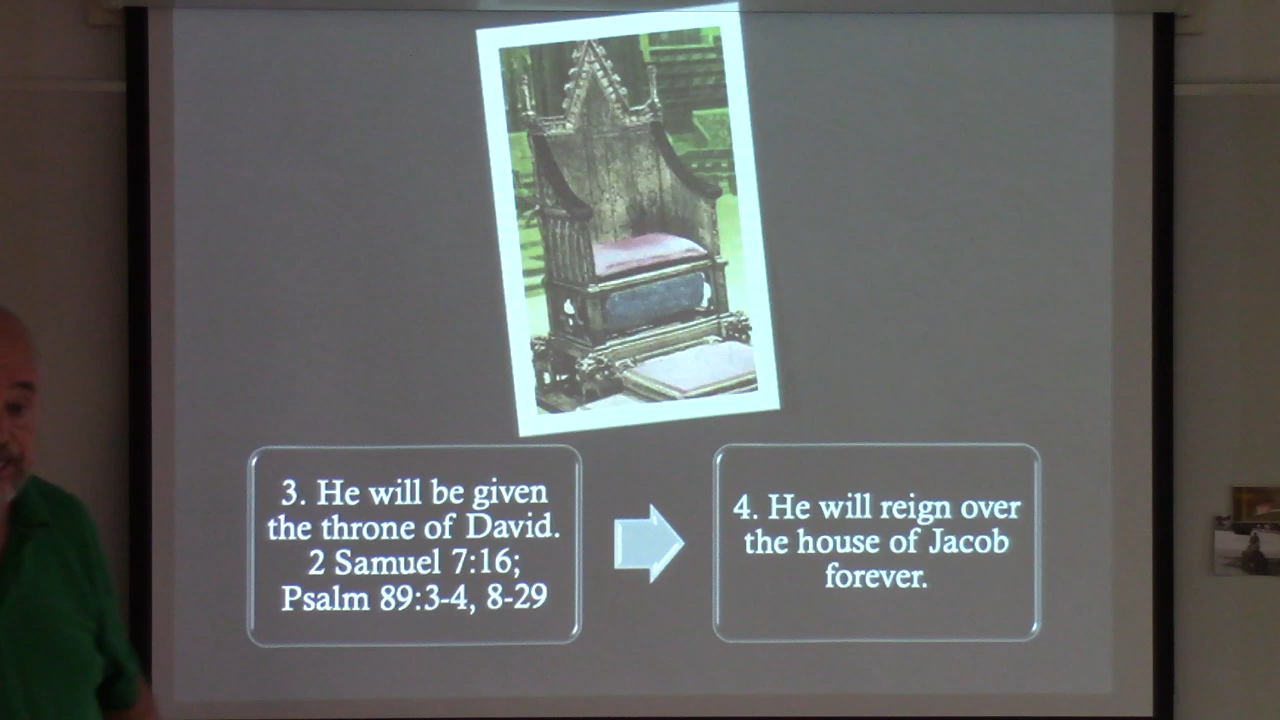 3. He will be given
the throne of David.
2 Samuel 7:16;
Psalm 89:3-4, 8-29
4. He will reign over
the house of Jacob
forever.